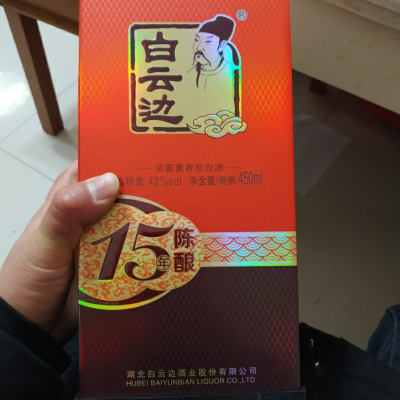 白云边
®
浓酱兼香型白酒
精度:42%vol 净含量/规格:450ml
15年
陈酿
湖北白云边酒业股份有限公司
HUBEI BAIYUNBIAN LIQUOR CO.,LTD.